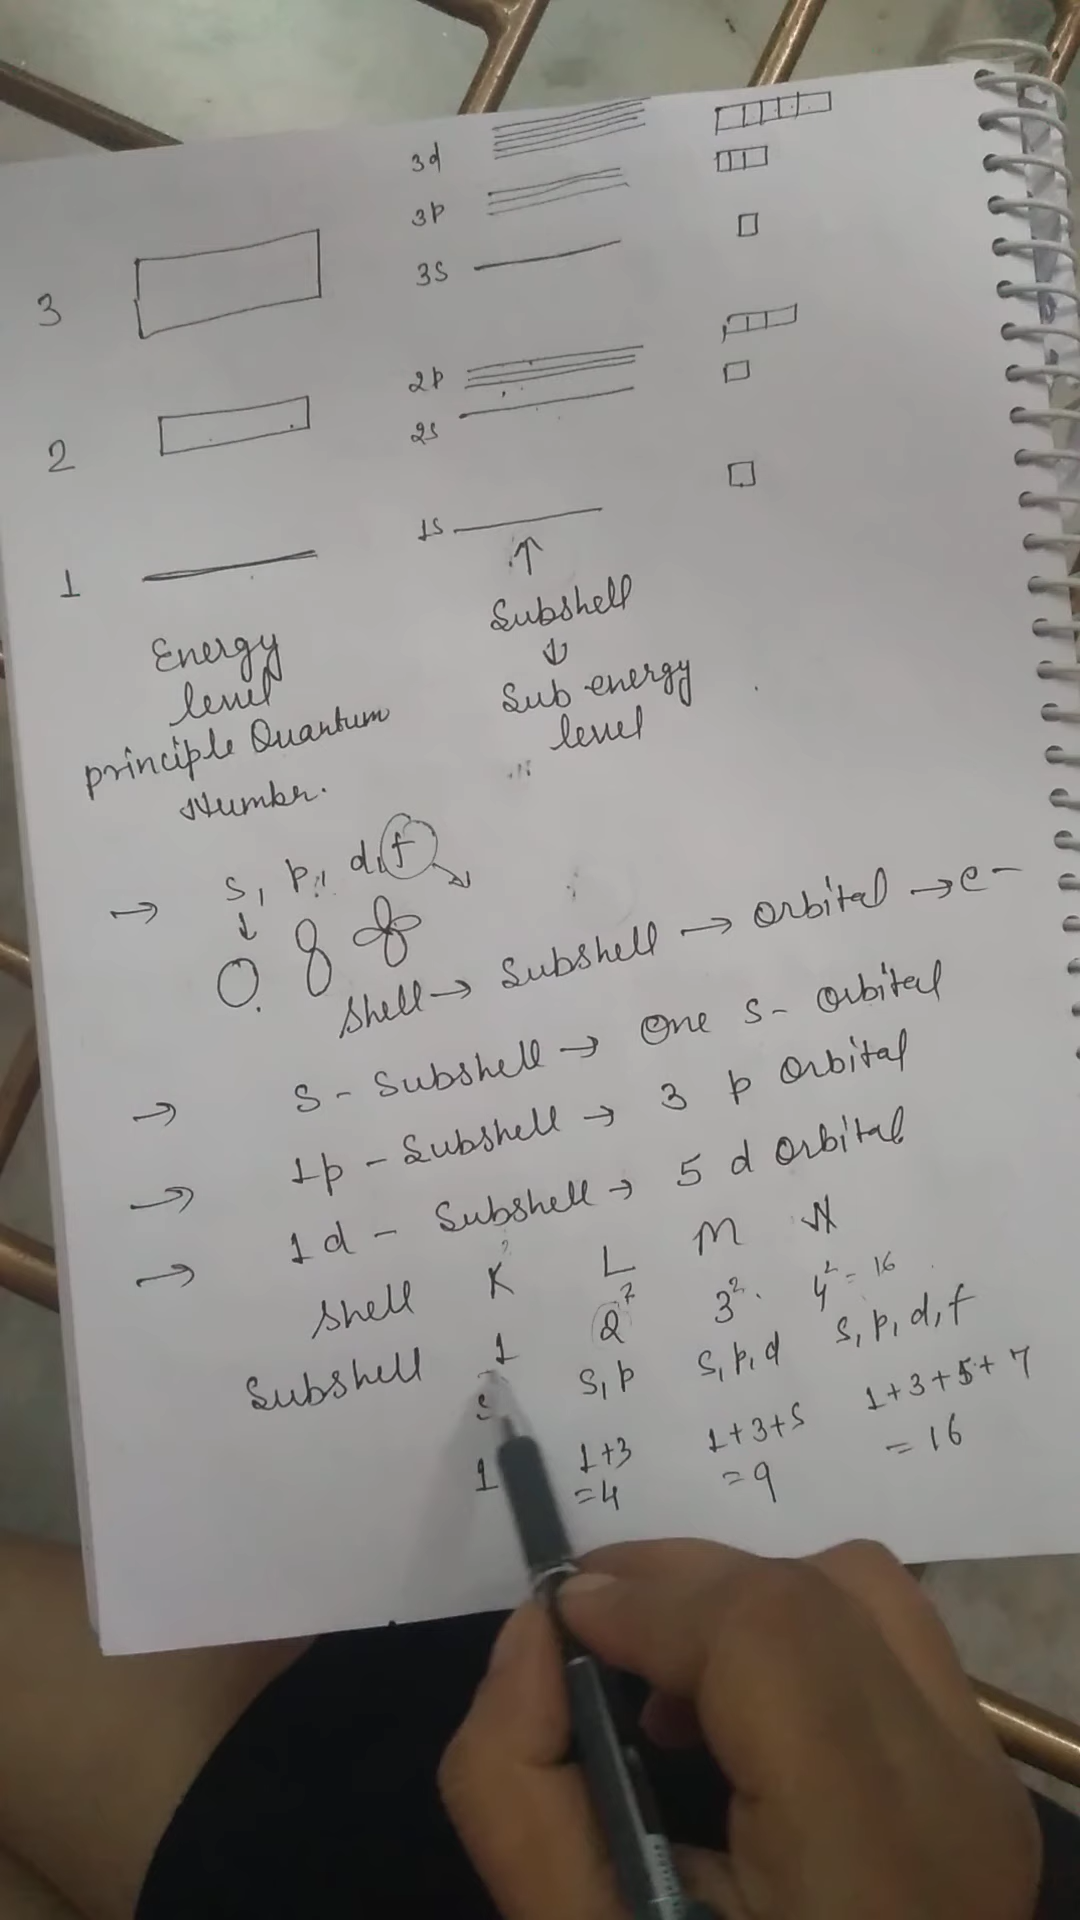 3d
3p
3s
3
2p
2s
2
1s
1
Energy level
principle Quantum
Numbr.
↑
Subshell
↓
Sub energy
level
→ s, p, d, f
Shell → Subshell → Orbital → e-
→ S - Subshell → One s - Orbital
→ 1p - Subshell → 3 p Orbital
→ 1d - Subshell → 5 d Orbital
Shell K L M N
1 2² 3² 4² = 16
Subshell s s, p s, p, d s, p, d, f
1 1+3 1+3+5 1+3+5+7
=4 =9 =16